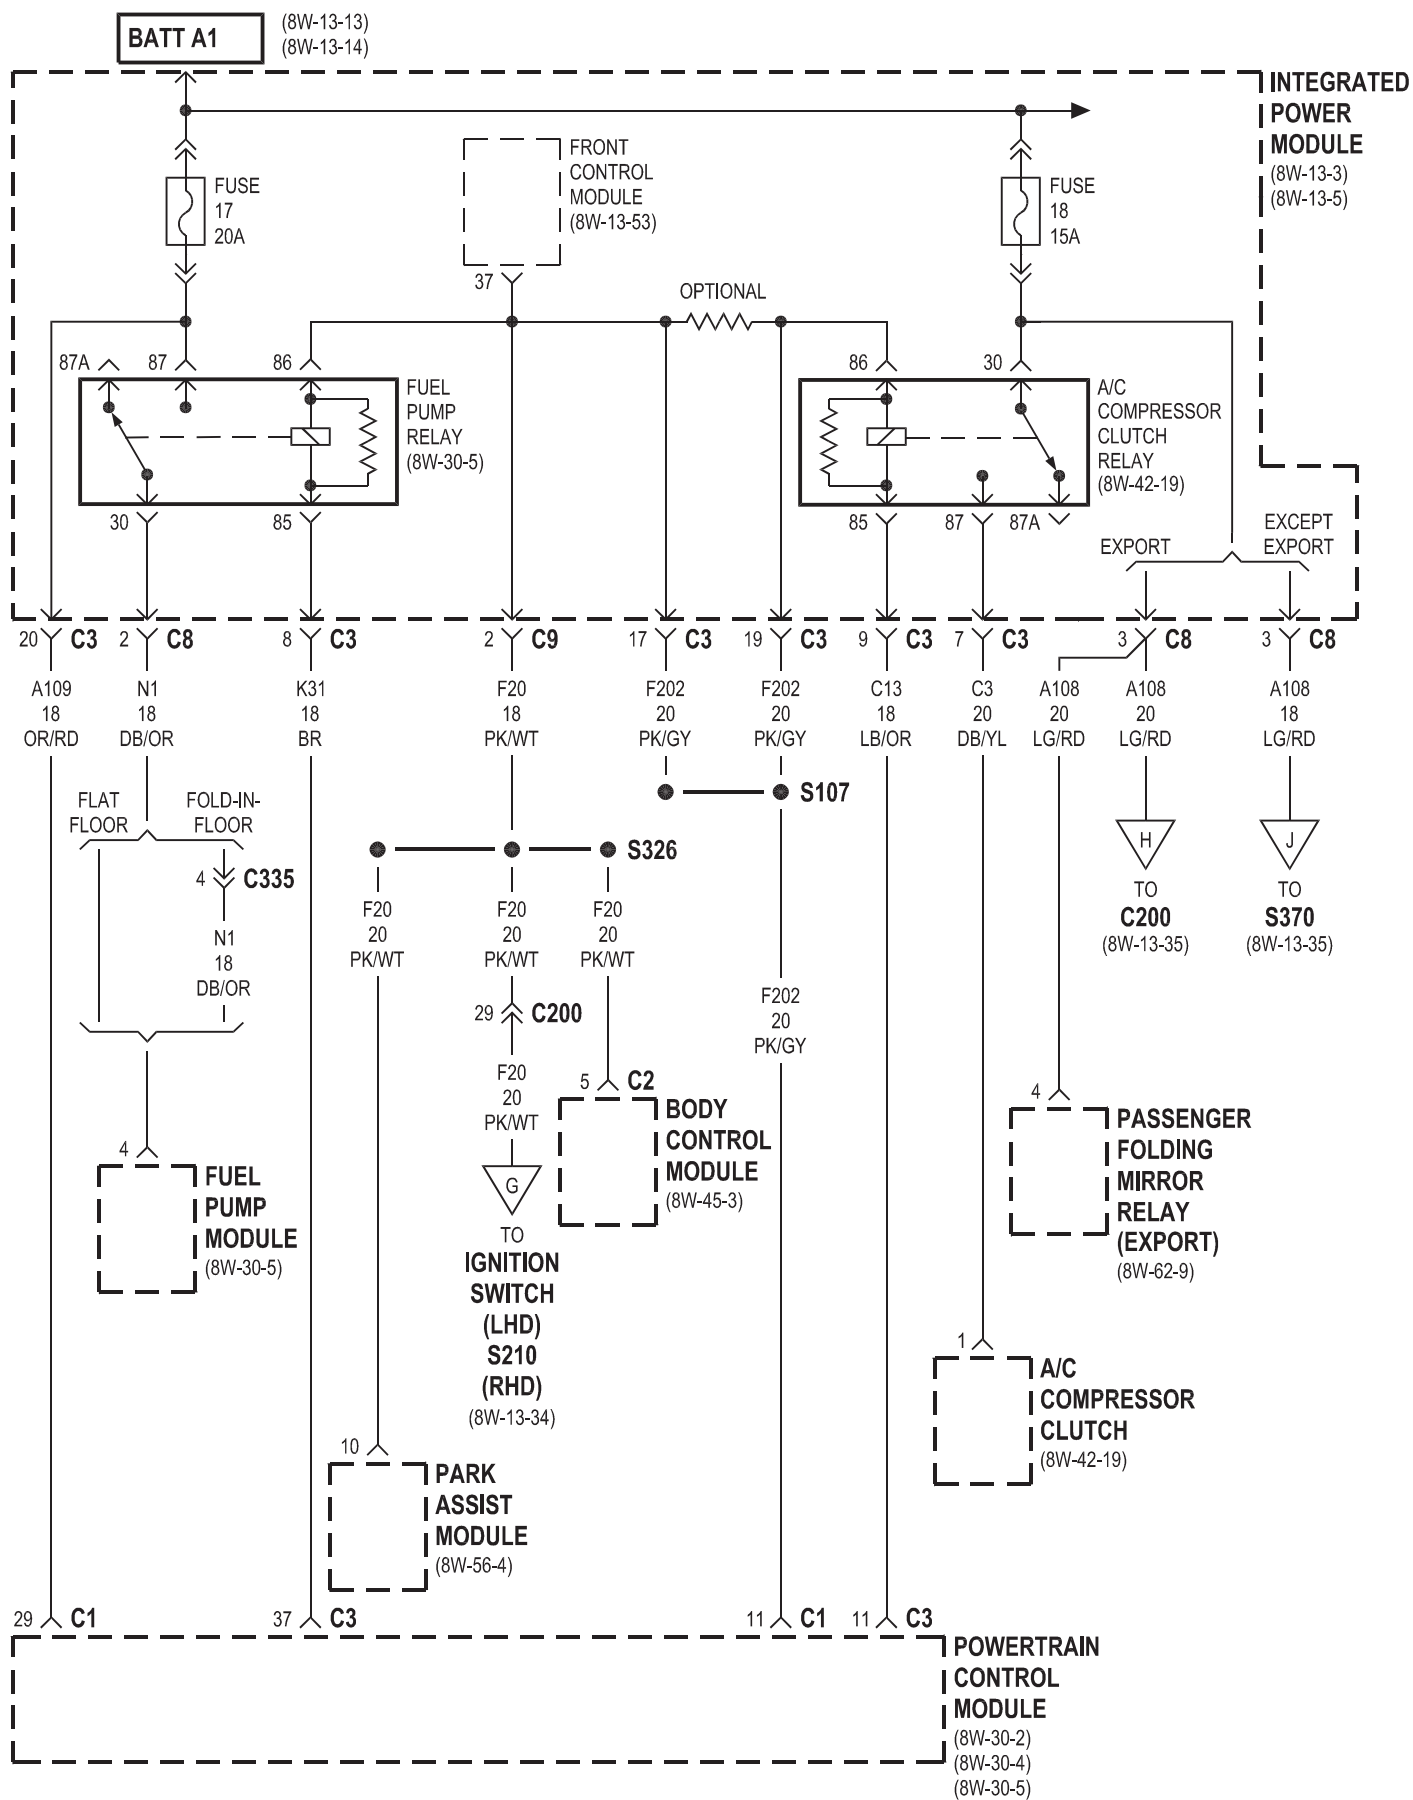 BATT A1
(8W-13-13)
(8W-13-14)
INTEGRATED
POWER
MODULE
(8W-13-3)
(8W-13-5)
FUSE
17
20A
FRONT
CONTROL
MODULE
(8W-13-53)
37
FUSE
18
15A
OPTIONAL
87A
87
86
FUEL
PUMP
RELAY
(8W-30-5)
30
85
86
30
A/C
COMPRESSOR
CLUTCH
RELAY
(8W-42-19)
85
87
87A
EXPORT
EXCEPT
EXPORT
20 C3
2 C8
8 C3
2 C9
17 C3
19 C3
9 C3
7 C3
3 C8
3 C8
A109
18
OR/RD
N1
18
DB/OR
K31
18
BR
F20
18
PK/WT
F202
20
PK/GY
F202
20
PK/GY
C13
18
LB/OR
C3
20
DB/YL
A108
20
LG/RD
A108
20
LG/RD
A108
18
LG/RD
S107
FLAT
FLOOR
FOLD-IN-
FLOOR
4 C335
N1
18
DB/OR
S326
F20
20
PK/WT
F20
20
PK/WT
F20
20
PK/WT
29 C200
F20
20
PK/WT
G
TO
IGNITION
SWITCH
(LHD)
S210
(RHD)
(8W-13-34)
5 C2
BODY
CONTROL
MODULE
(8W-45-3)
F202
20
PK/GY
H
TO
C200
(8W-13-35)
J
TO
S370
(8W-13-35)
4
FUEL
PUMP
MODULE
(8W-30-5)
4
PASSENGER
FOLDING
MIRROR
RELAY
(EXPORT)
(8W-62-9)
1
A/C
COMPRESSOR
CLUTCH
(8W-42-19)
10
PARK
ASSIST
MODULE
(8W-56-4)
29 C1
37 C3
11 C1
11 C3
POWERTRAIN
CONTROL
MODULE
(8W-30-2)
(8W-30-4)
(8W-30-5)